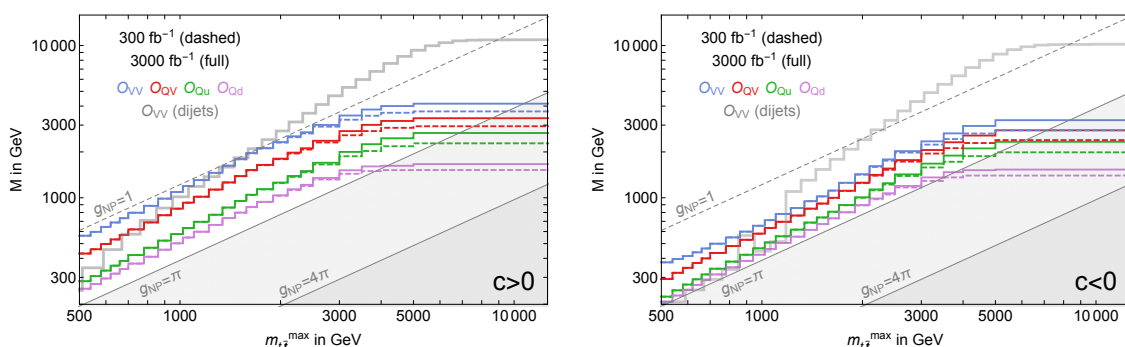 300 fb⁻¹ (dashed)
3000 fb⁻¹ (full)
O_VV O_QV O_Qu O_Qd
O_VV (dijets)
g_NP=1
g_NP=π
g_NP=4π
c>0
10 000
3000
1000
300
M in GeV
500 1000 5000 10 000
m_tt̄^max in GeV
300 fb⁻¹ (dashed)
3000 fb⁻¹ (full)
O_VV O_QV O_Qu O_Qd
O_VV (dijets)
g_NP=1
g_NP=π
g_NP=4π
c<0
10 000
3000
1000
300
M in GeV
500 1000 5000 10 000
m_tt̄^max in GeV